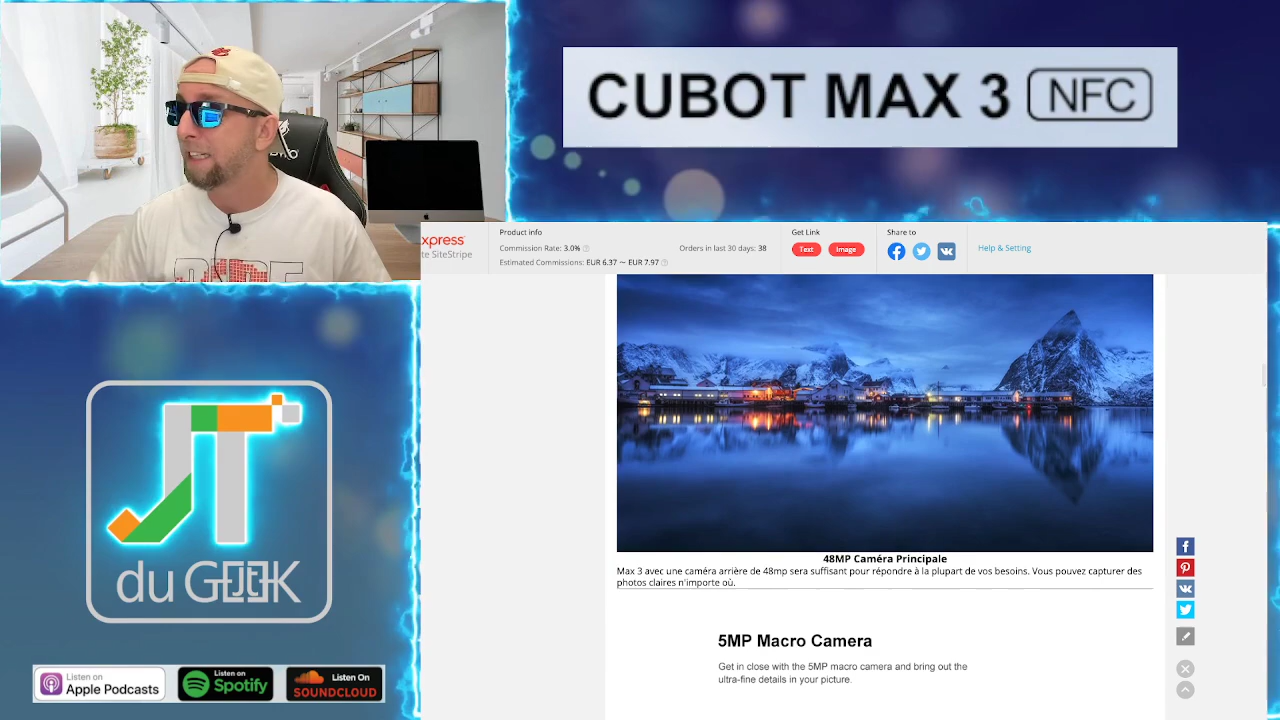 CUBOT MAX 3 NFC
xpress
te SiteStripe
Product info
Commission Rate: 3.0%
Orders in last 30 days: 38
Estimated Commissions: EUR 6.37 ~ EUR 7.97
Get Link
Text Image
Share to
Help & Setting
48MP Caméra Principale
Max 3 avec une caméra arrière de 48mp sera suffisant pour répondre à la plupart de vos besoins. Vous pouvez capturer des
photos claires n'importe où.
5MP Macro Camera
Get in close with the 5MP macro camera and bring out the
ultra-fine details in your picture.
JT
du GEEK
Listen on
Apple Podcasts
Listen on
Spotify
Listen On
SOUNDCLOUD